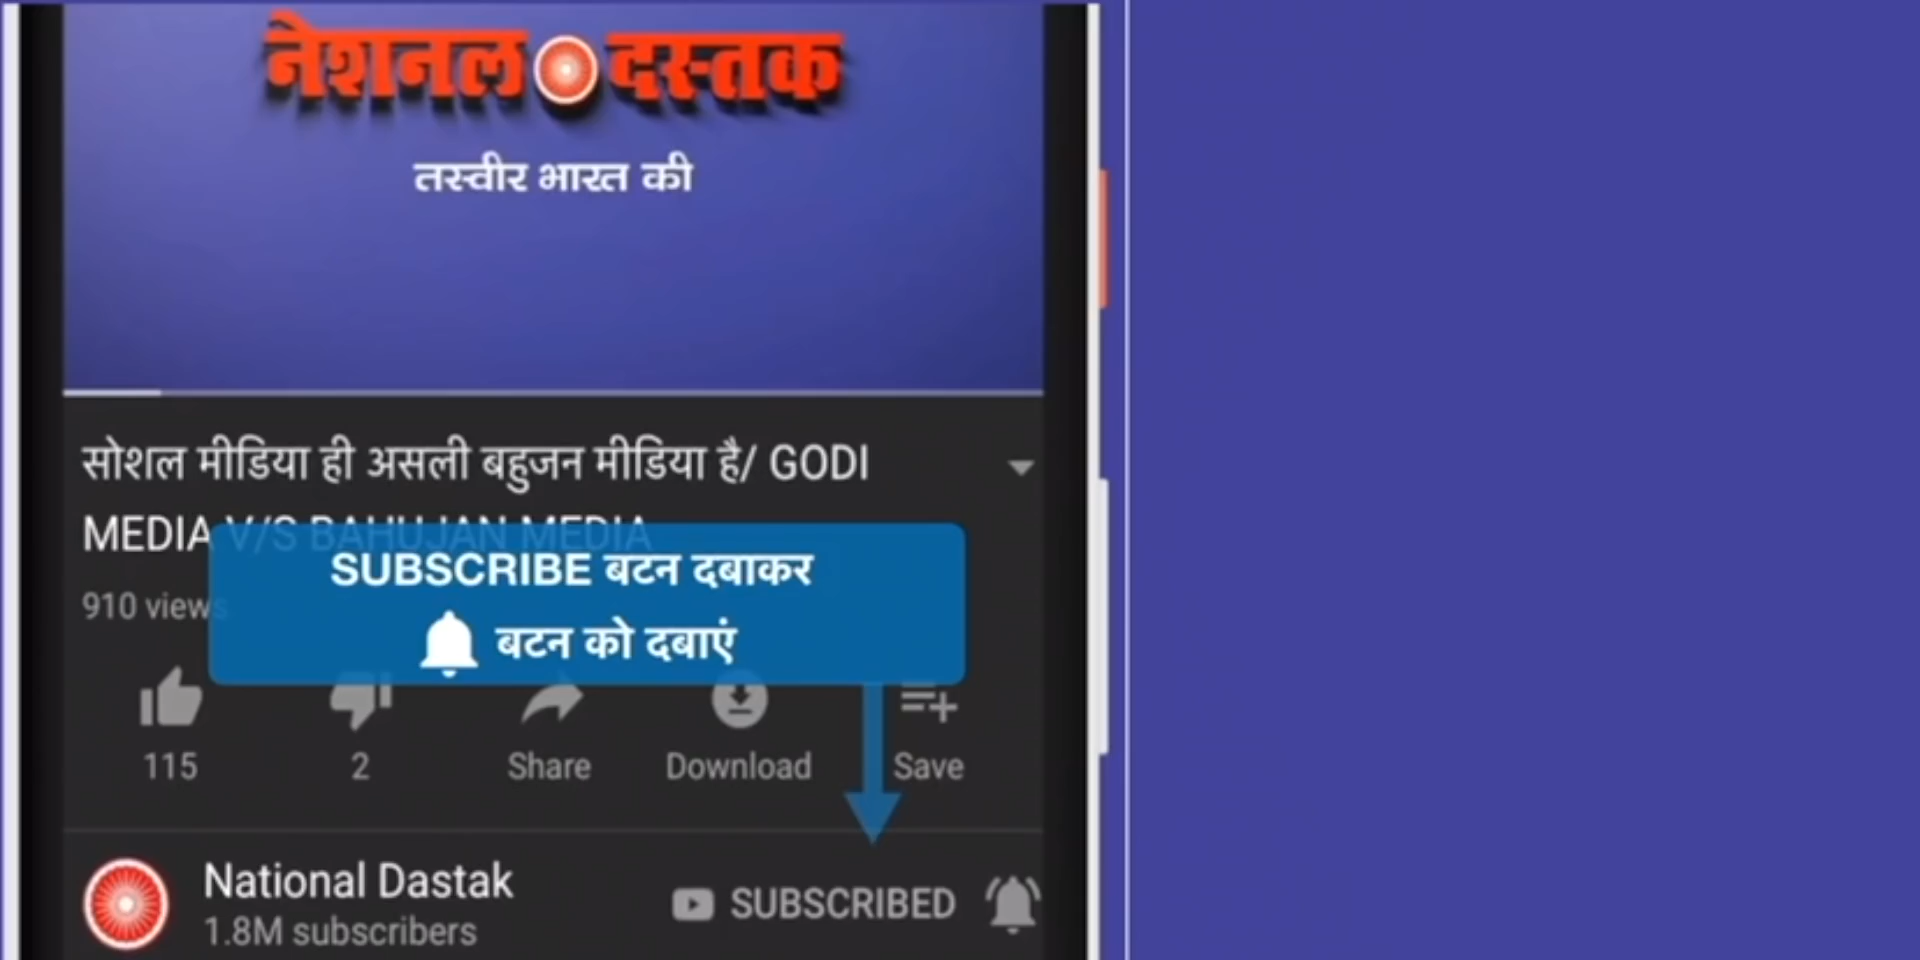 नेशनल दस्तक
तस्वीर भारत की
सोशल मीडिया ही असली बहुजन मीडिया है/ GODI
MEDIA V/S BAHUJAN MEDIA
SUBSCRIBE बटन दबाकर
बटन को दबाएं
910 views
115
2
Share
Download
Save
National Dastak
1.8M subscribers
SUBSCRIBED